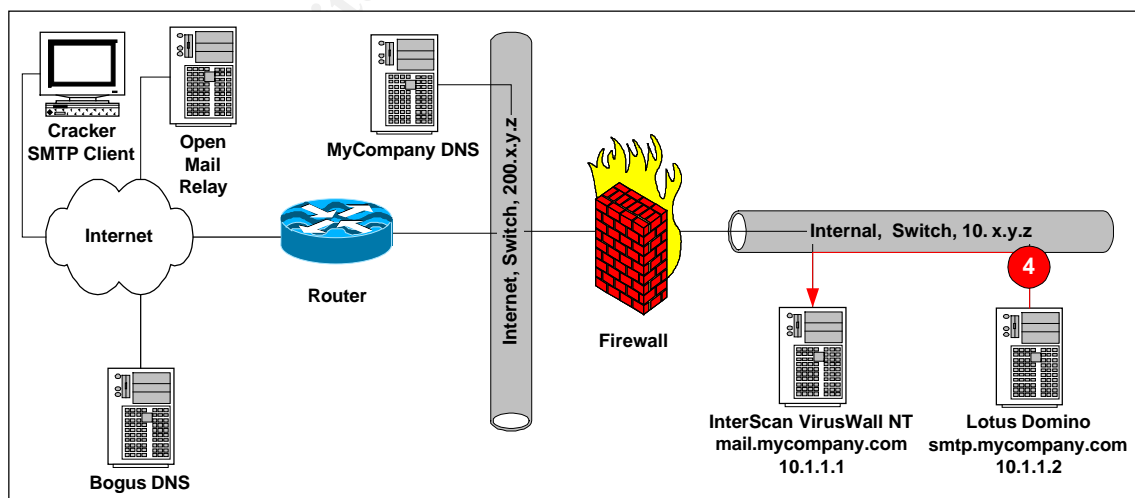 Cracker
SMTP Client
Open
Mail
Relay
MyCompany DNS
Internet, Switch, 200.x.y.z
Internet
Router
Firewall
Internal, Switch, 10. x.y.z
4
InterScan VirusWall NT
mail.mycompany.com
10.1.1.1
Lotus Domino
smtp.mycompany.com
10.1.1.2
Bogus DNS